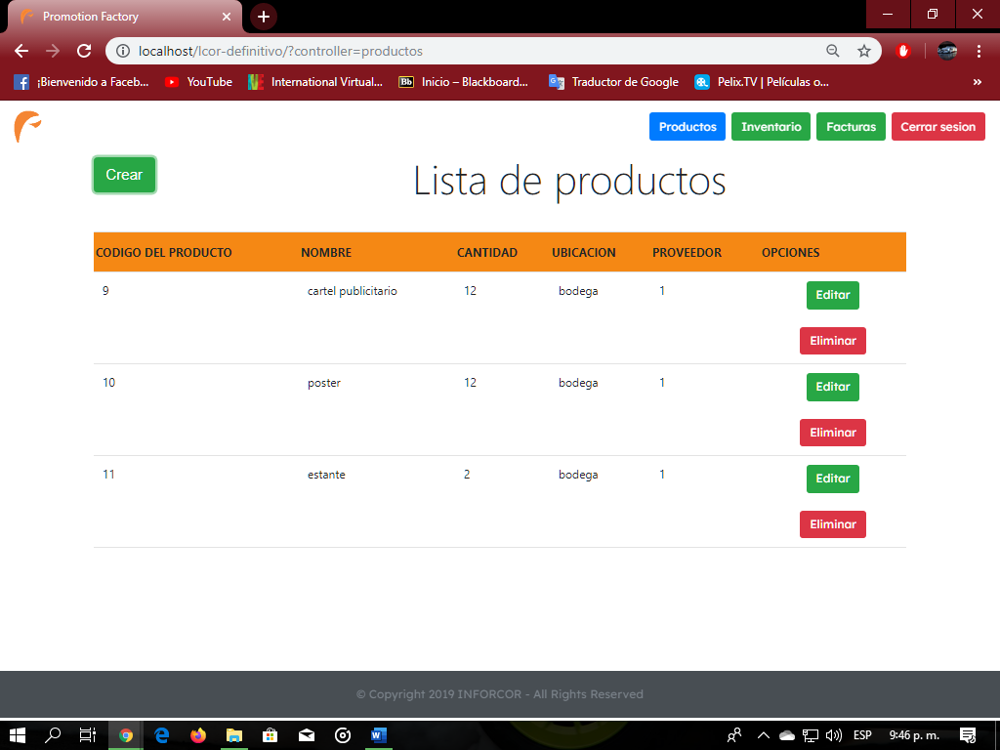 Promotion Factory
localhost/Icor-definitivo/?controller=productos
¡Bienvenido a Faceb... YouTube International Virtual... Bb Inicio – Blackboard... Traductor de Google Pelix.TV | Películas o... »
Productos Inventario Facturas Cerrar sesion
Crear
Lista de productos
CODIGO DEL PRODUCTO NOMBRE CANTIDAD UBICACION PROVEEDOR OPCIONES
9 cartel publicitario 12 bodega 1 Editar
Eliminar
10 poster 12 bodega 1 Editar
Eliminar
11 estante 2 bodega 1 Editar
Eliminar
© Copyright 2019 INFORCOR - All Rights Reserved
ESP 9:46 p. m.